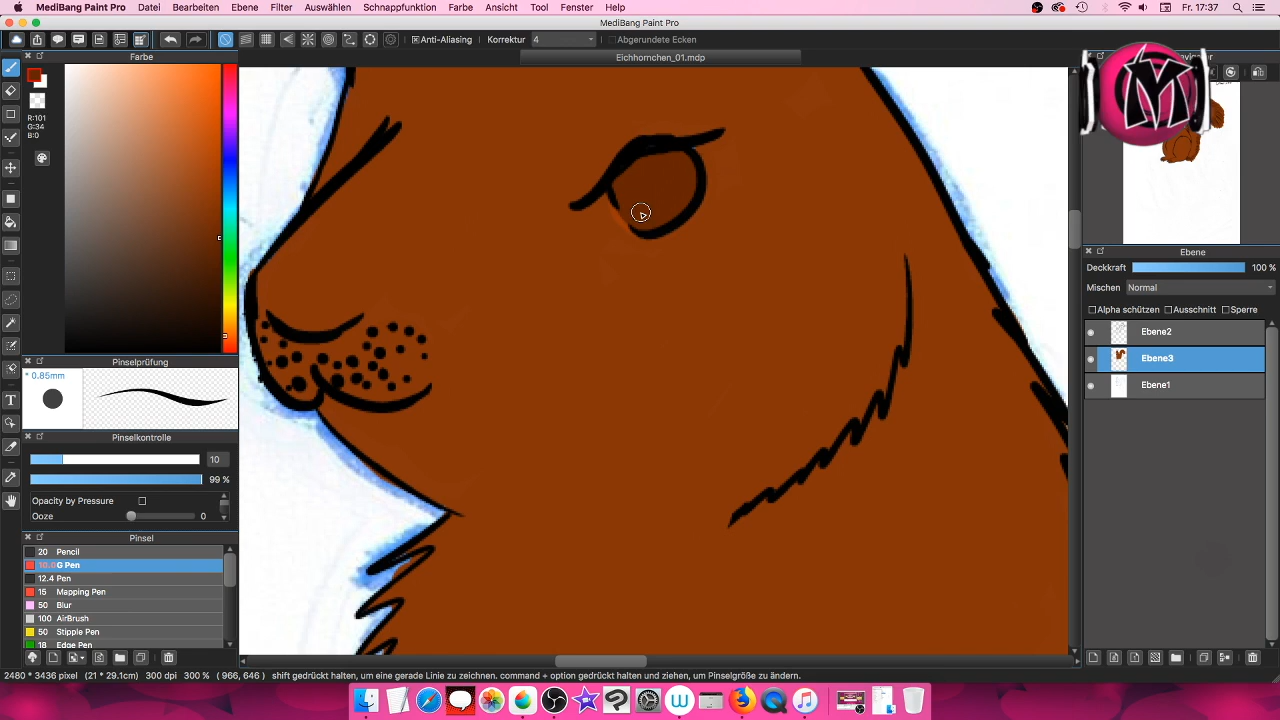 MediBang Paint Pro Datei Bearbeiten Ebene Filter Auswählen Schnappfunktion Farbe Ansicht Tool Fenster Hilfe Fr. 17:37
MediBang Paint Pro
Anti-Aliasing Korrektur 4 Abgerundete Ecken
Farbe Eichhornchen_01.mdp
M
R:101
G:34
B:0
Ebene
Deckkraft 100 %
Mischen Normal
Alpha schützen Ausschnitt Sperre
Ebene2
Ebene3
Ebene1
Pinselprüfung
* 0.85mm
Pinselkontrolle
10
99 %
Opacity by Pressure
Ooze 0
Pinsel
20 Pencil
10.0 G Pen
12.4 Pen
15 Mapping Pen
50 Blur
100 AirBrush
50 Stipple Pen
18 Edge Pen
T
2480 * 3436 pixel (21 * 29.1cm) 300 dpi 300 % ( 966, 646 ) shift gedrückt halten, um eine gerade Linie zu zeichnen. command + option gedrückt halten und ziehen, um Pinselgröße zu ändern.